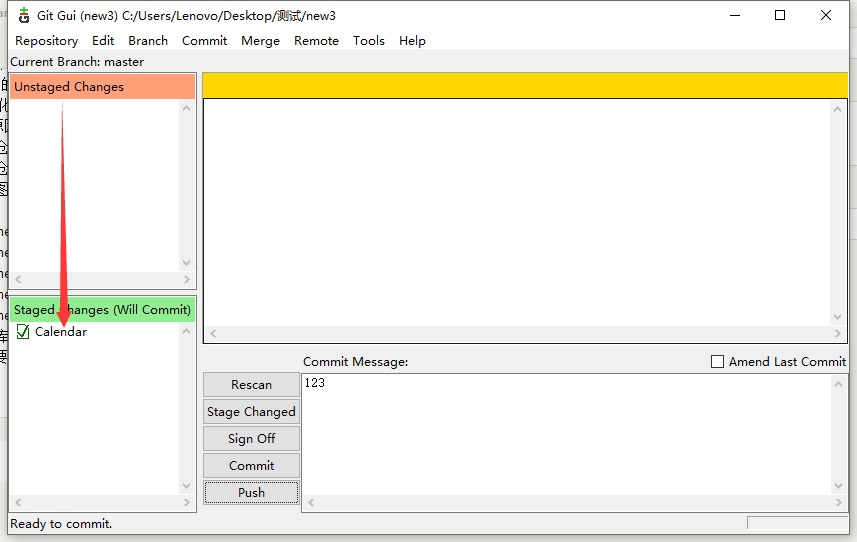 Git Gui (new3) C:/Users/Lenovo/Desktop/测试/new3
Repository Edit Branch Commit Merge Remote Tools Help
Current Branch: master
Unstaged Changes
Staged Changes (Will Commit)
Calendar
Commit Message:
Amend Last Commit
123
Rescan
Stage Changed
Sign Off
Commit
Push
Ready to commit.